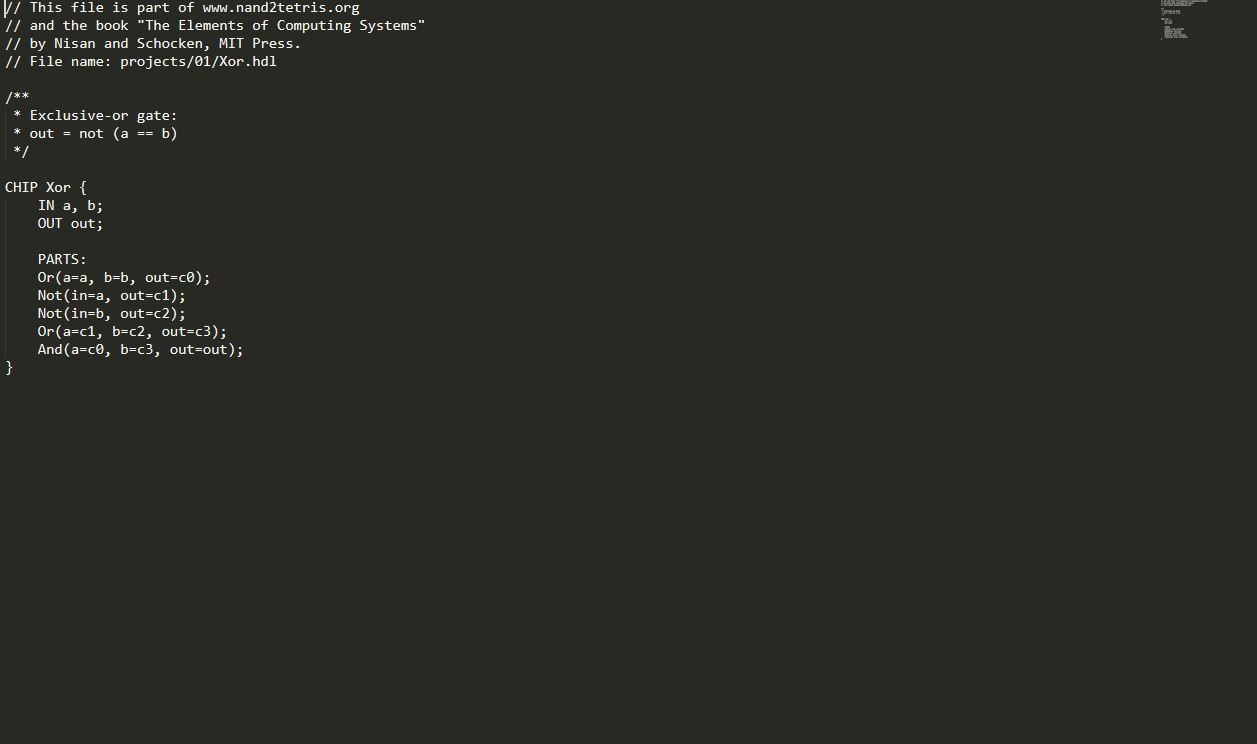 // This file is part of www.nand2tetris.org
// and the book "The Elements of Computing Systems"
// by Nisan and Schocken, MIT Press.
// File name: projects/01/Xor.hdl

/**
 * Exclusive-or gate:
 * out = not (a == b)
 */

CHIP Xor {
    IN a, b;
    OUT out;

    PARTS:
    Or(a=a, b=b, out=c0);
    Not(in=a, out=c1);
    Not(in=b, out=c2);
    Or(a=c1, b=c2, out=c3);
    And(a=c0, b=c3, out=out);
}